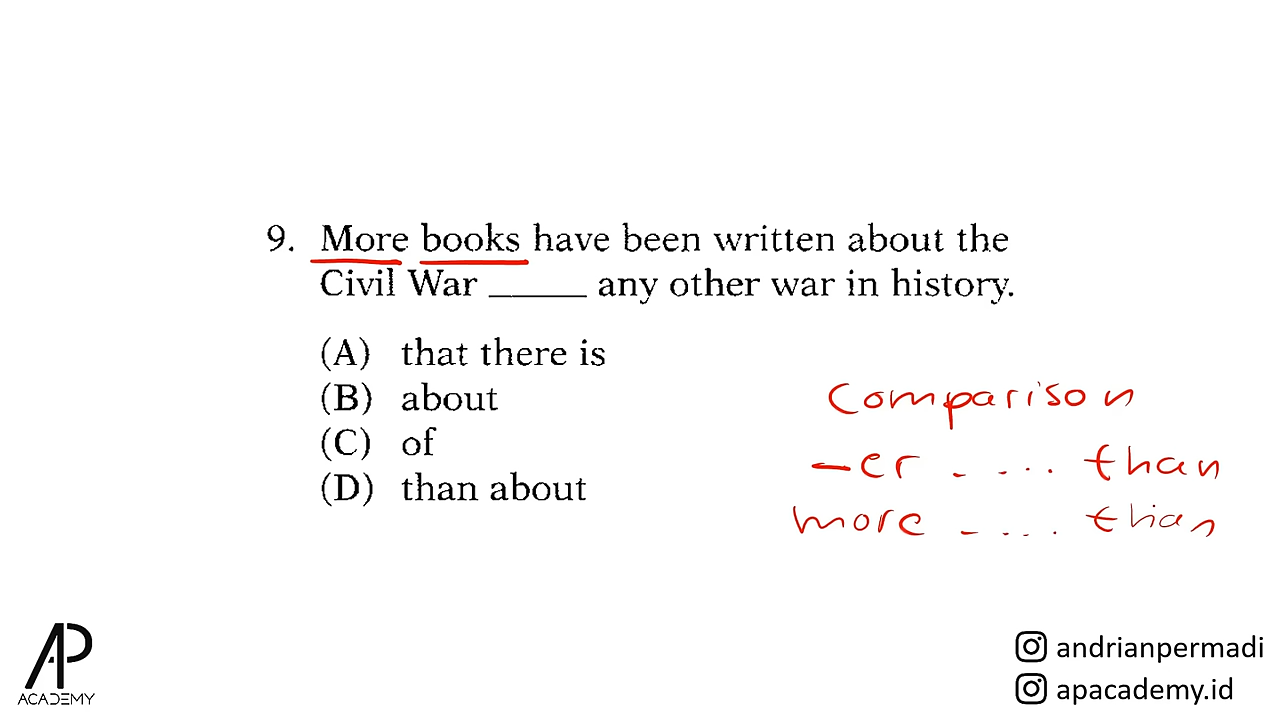 9. More books have been written about the
Civil War _____ any other war in history.
(A) that there is
(B) about
(C) of
(D) than about
Comparison
-er - .... than
more - .... than
AP
ACADEMY
andrianpermadi
apacademy.id